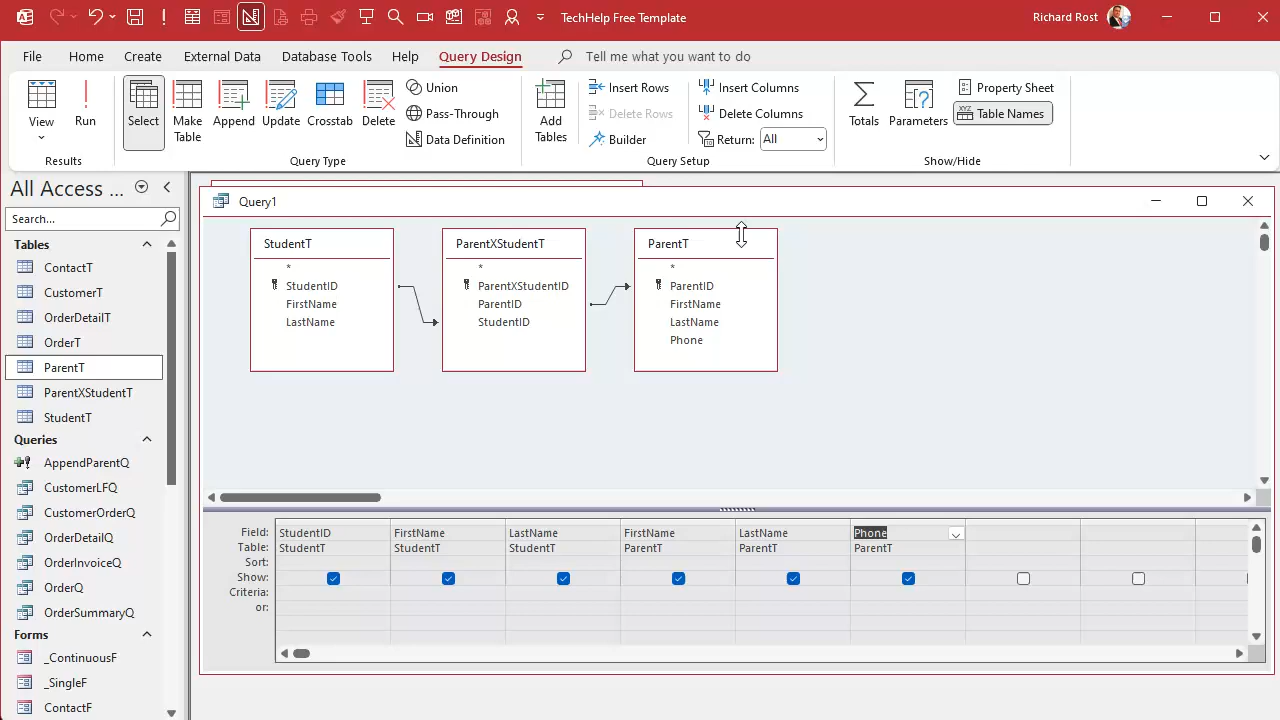 TechHelp Free Template
Richard Rost
File
Home
Create
External Data
Database Tools
Help
Query Design
Tell me what you want to do
View
Run
Results
Select
Make Table
Append
Update
Crosstab
Delete
Union
Pass-Through
Data Definition
Query Type
Add Tables
Insert Rows
Delete Rows
Builder
Insert Columns
Delete Columns
Return: All
Query Setup
Totals
Parameters
Property Sheet
XYZ Table Names
Show/Hide
All Access ...
Search...
Tables
ContactT
CustomerT
OrderDetailT
OrderT
ParentT
ParentXStudentT
StudentT
Queries
AppendParentQ
CustomerLFQ
CustomerOrderQ
OrderDetailQ
OrderInvoiceQ
OrderQ
OrderSummaryQ
Forms
_ContinuousF
_SingleF
ContactF
Query1
StudentT
*
StudentID
FirstName
LastName
ParentXStudentT
*
ParentXStudentID
ParentID
StudentID
ParentT
*
ParentID
FirstName
LastName
Phone
Field: StudentID FirstName LastName FirstName LastName Phone
Table: StudentT StudentT StudentT ParentT ParentT ParentT
Sort:
Show:
Criteria:
or: